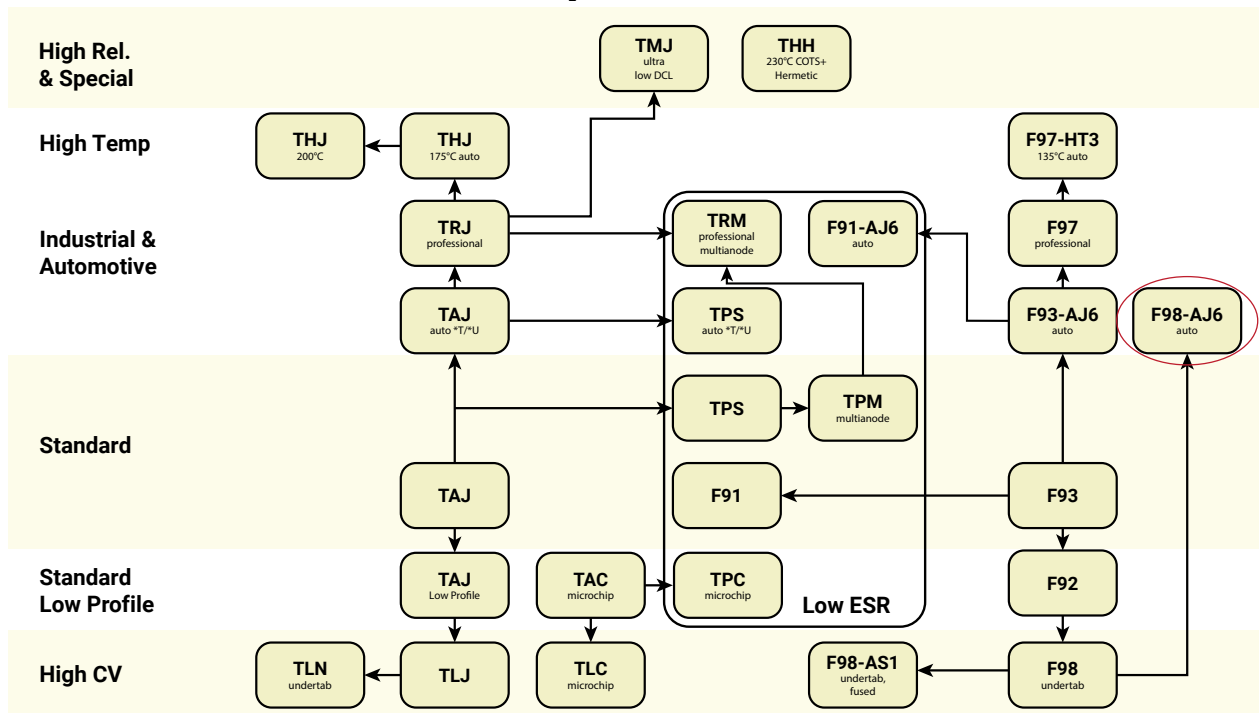 High Rel.
& Special
TMJ
ultra
low DCL
THH
230°C COTS+
Hermetic
High Temp
THJ
200°C
THJ
175°C auto
F97-HT3
135°C auto
Industrial &
Automotive
TRJ
professional
TRM
professional
multianode
F91-AJ6
auto
F97
professional
TAJ
auto *T/*U
TPS
auto *T/*U
F93-AJ6
auto
F98-AJ6
auto
Standard
TPS
TPM
multianode
TAJ
F91
F93
Standard
Low Profile
TAJ
Low Profile
TAC
microchip
TPC
microchip
Low ESR
F92
High CV
TLN
undertab
TLJ
TLC
microchip
F98-AS1
undertab,
fused
F98
undertab